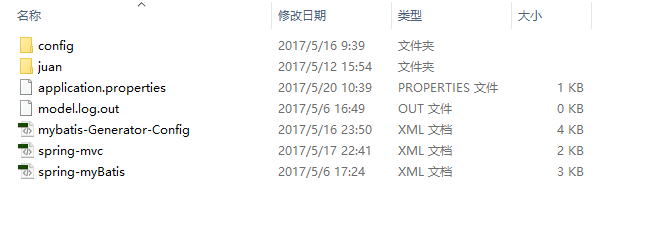 名称 修改日期 类型 大小
config 2017/5/16 9:39 文件夹
juan 2017/5/12 15:54 文件夹
application.properties 2017/5/20 10:39 PROPERTIES 文件 1 KB
model.log.out 2017/5/6 16:49 OUT 文件 0 KB
mybatis-Generator-Config 2017/5/16 23:50 XML 文档 4 KB
spring-mvc 2017/5/17 22:41 XML 文档 2 KB
spring-myBatis 2017/5/6 17:24 XML 文档 3 KB